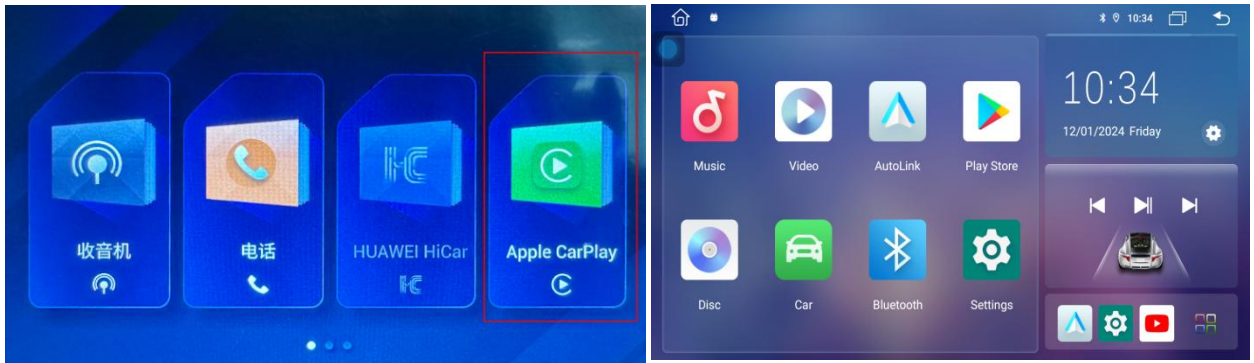 收音机
电话
HUAWEI HiCar
Apple CarPlay
10:34
Music
Video
AutoLink
Play Store
10:34
12/01/2024 Friday
Disc
Car
Bluetooth
Settings